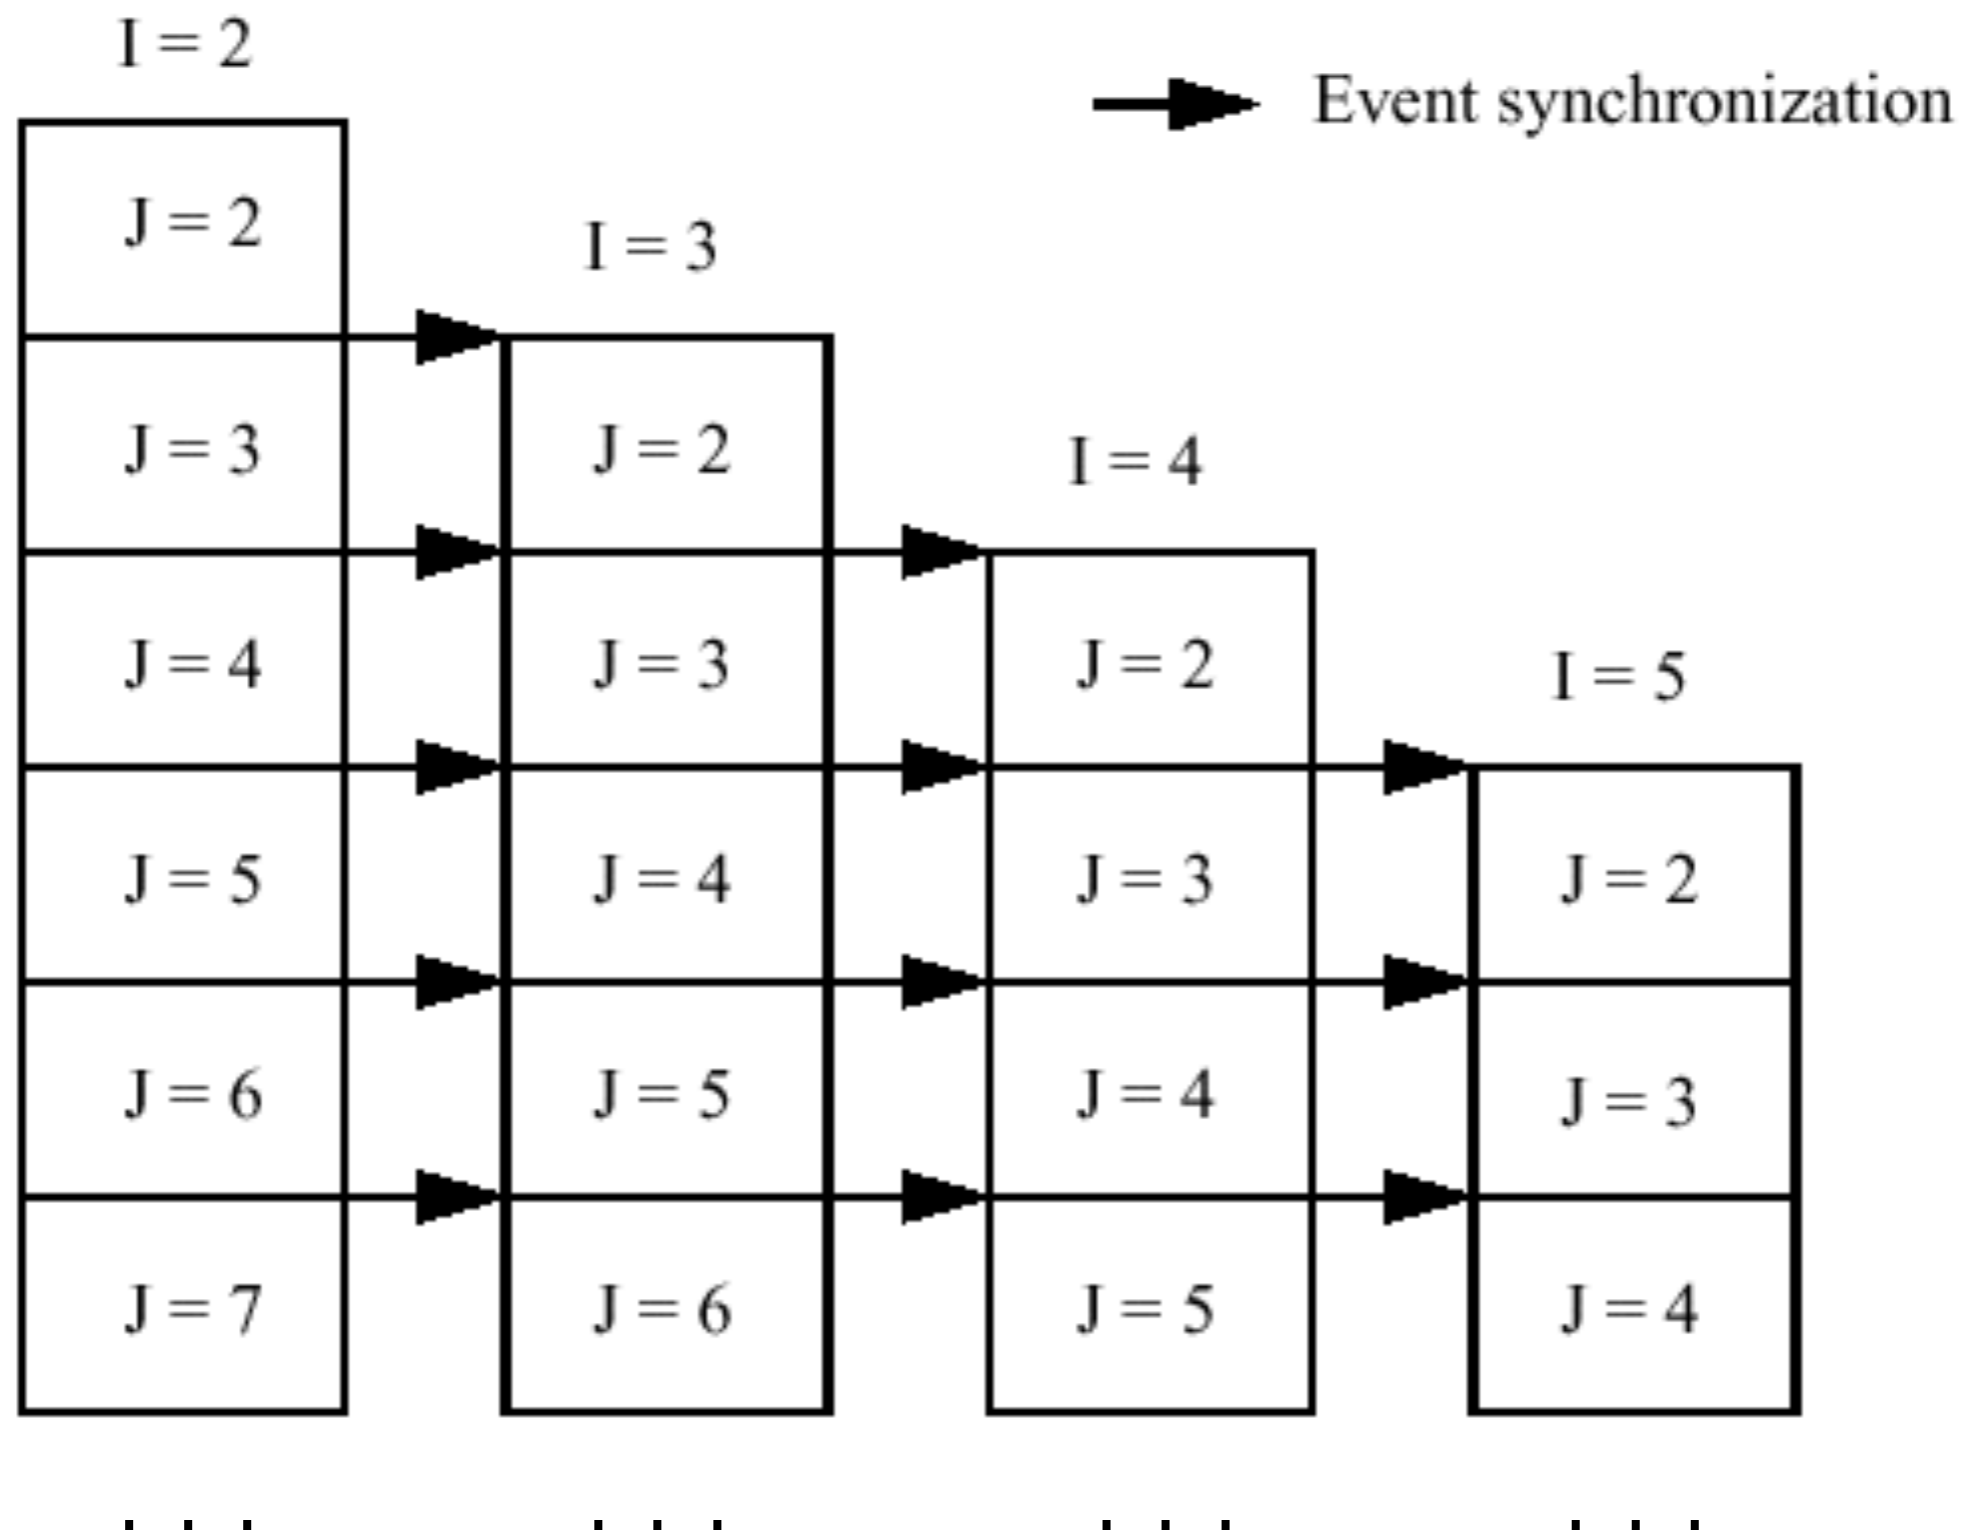 I = 2
Event synchronization
J = 2
I = 3
J = 3
J = 2
I = 4
J = 4
J = 3
J = 2
I = 5
J = 5
J = 4
J = 3
J = 2
J = 6
J = 5
J = 4
J = 3
J = 7
J = 6
J = 5
J = 4